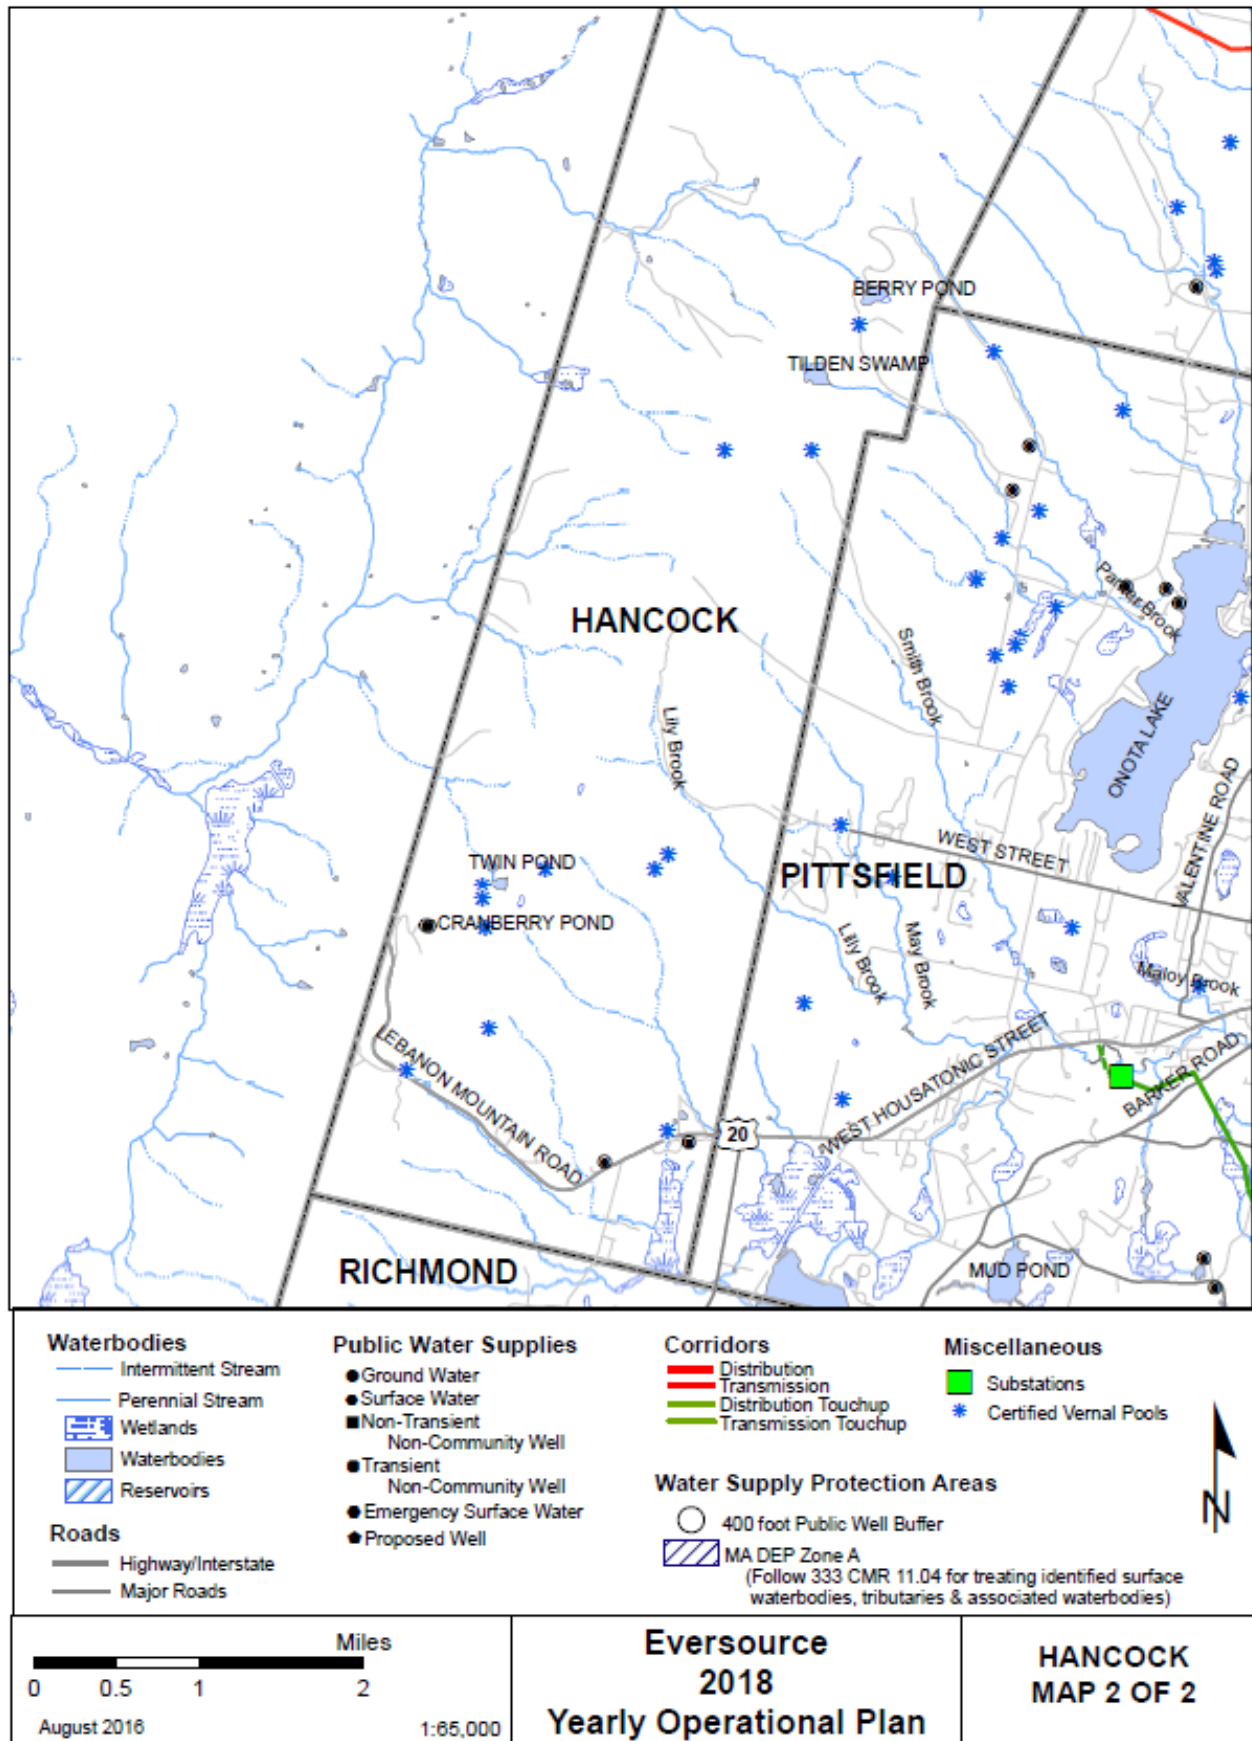 BERRY POND
TILDEN SWAMP
Parker Brook
HANCOCK
Smith Brook
Lily Brook
ONOTA LAKE
VALENTINE ROAD
WEST STREET
TWIN POND
PITTSFIELD
CRANBERRY POND
Lilly Brook
May Brook
Maloy Brook
LEBANON MOUNTAIN ROAD
WEST HOUSATONIC STREET
BARKER ROAD
20
RICHMOND
MUD POND
Waterbodies
Intermittent Stream
Perennial Stream
Wetlands
Waterbodies
Reservoirs
Roads
Highway/Interstate
Major Roads
Public Water Supplies
Ground Water
Surface Water
Non-Transient
Non-Community Well
Transient
Non-Community Well
Emergency Surface Water
Proposed Well
Corridors
Distribution
Transmission
Distribution Touchup
Transmission Touchup
Miscellaneous
Substations
Certified Vernal Pools
Water Supply Protection Areas
400 foot Public Well Buffer
MA DEP Zone A
(Follow 333 CMR 11.04 for treating identified surface
waterbodies, tributaries & associated waterbodies)
N
Miles
0 0.5 1 2
August 2016
1:65,000
Eversource
2018
Yearly Operational Plan
HANCOCK
MAP 2 OF 2